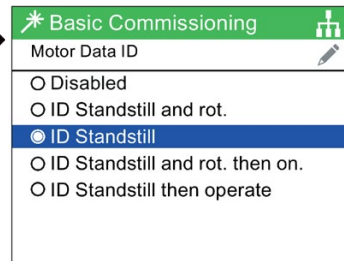 Basic Commissioning
Motor Data ID
Disabled
ID Standstill and rot.
ID Standstill
ID Standstill and rot. then on.
ID Standstill then operate